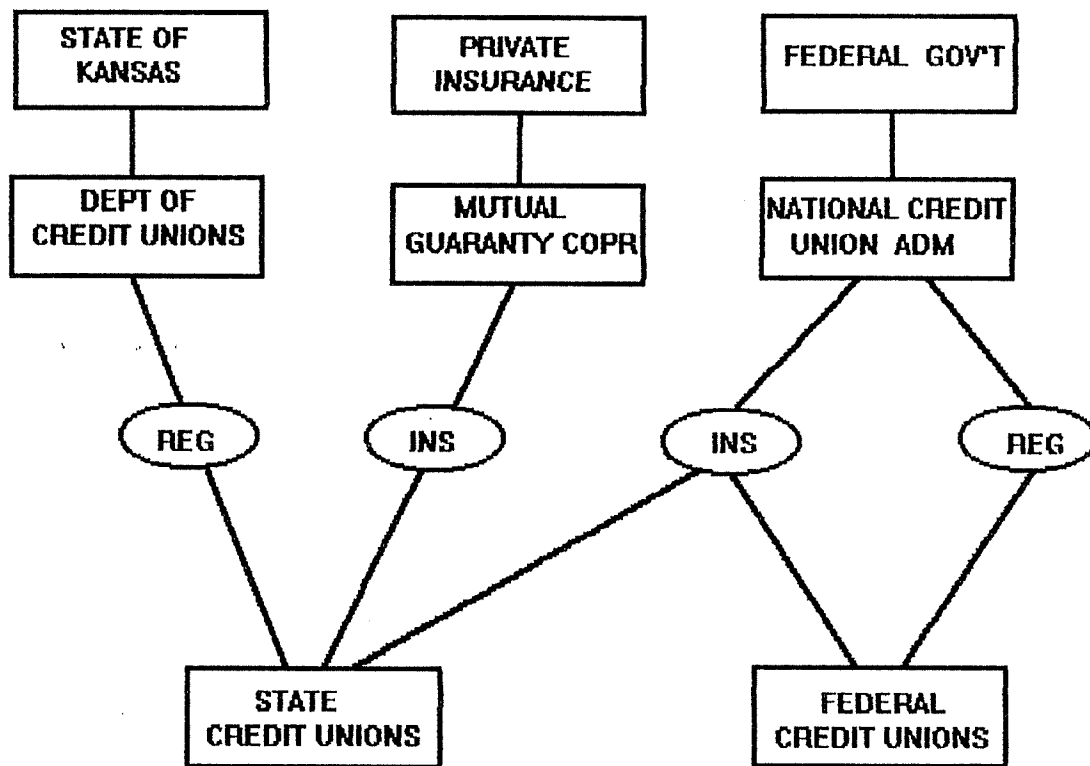 STATE OF
KANSAS
PRIVATE
INSURANCE
FEDERAL GOV'T
DEPT OF
CREDIT UNIONS
MUTUAL
GUARANTY COPR
NATIONAL CREDIT
UNION ADM
REG
INS
INS
REG
STATE
CREDIT UNIONS
FEDERAL
CREDIT UNIONS